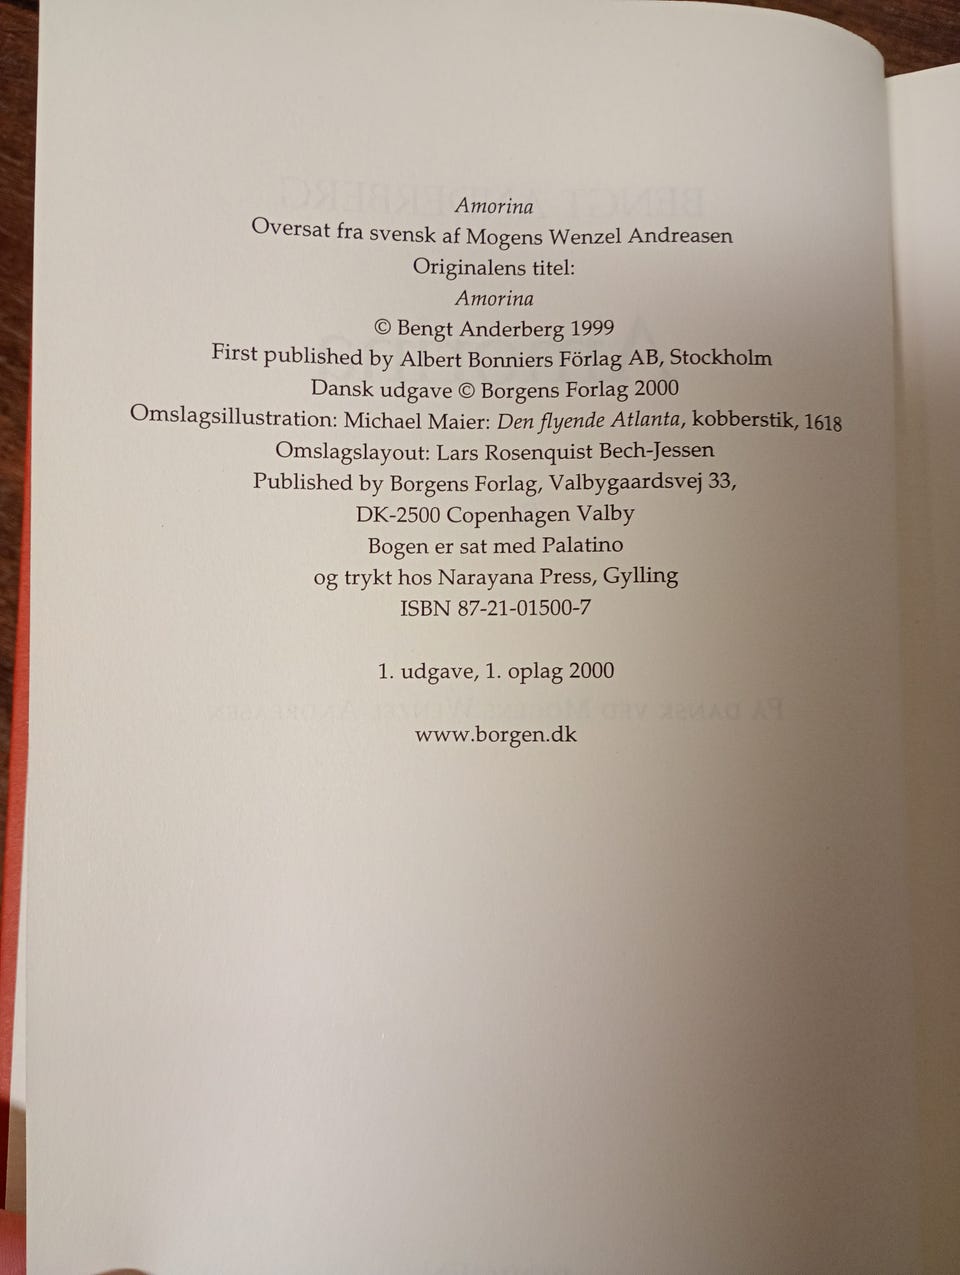 Amorina
Oversat fra svensk af Mogens Wenzel Andreasen
Originalens titel:
Amorina
© Bengt Anderberg 1999
First published by Albert Bonniers Förlag AB, Stockholm
Dansk udgave © Borgens Forlag 2000
Omslagsillustration: Michael Maier: Den flyende Atlanta, kobberstik, 1618
Omslagslayout: Lars Rosenquist Bech-Jessen
Published by Borgens Forlag, Valbygaardsvej 33,
DK-2500 Copenhagen Valby
Bogen er sat med Palatino
og trykt hos Narayana Press, Gylling
ISBN 87-21-01500-7
1. udgave, 1. oplag 2000
www.borgen.dk